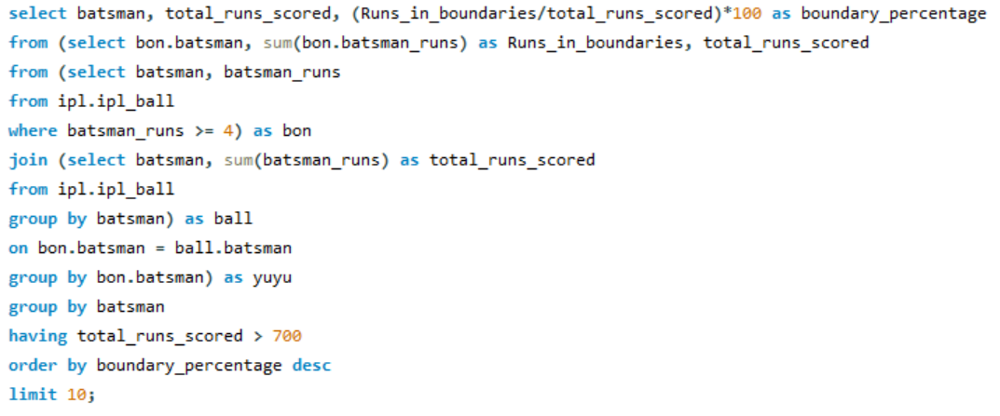 select batsman, total_runs_scored, (Runs_in_boundaries/total_runs_scored)*100 as boundary_percentage
from (select bon.batsman, sum(bon.batsman_runs) as Runs_in_boundaries, total_runs_scored
from (select batsman, batsman_runs
from ipl.ipl_ball
where batsman_runs >= 4) as bon
join (select batsman, sum(batsman_runs) as total_runs_scored
from ipl.ipl_ball
group by batsman) as ball
on bon.batsman = ball.batsman
group by bon.batsman) as yuyu
group by batsman
having total_runs_scored > 700
order by boundary_percentage desc
limit 10;